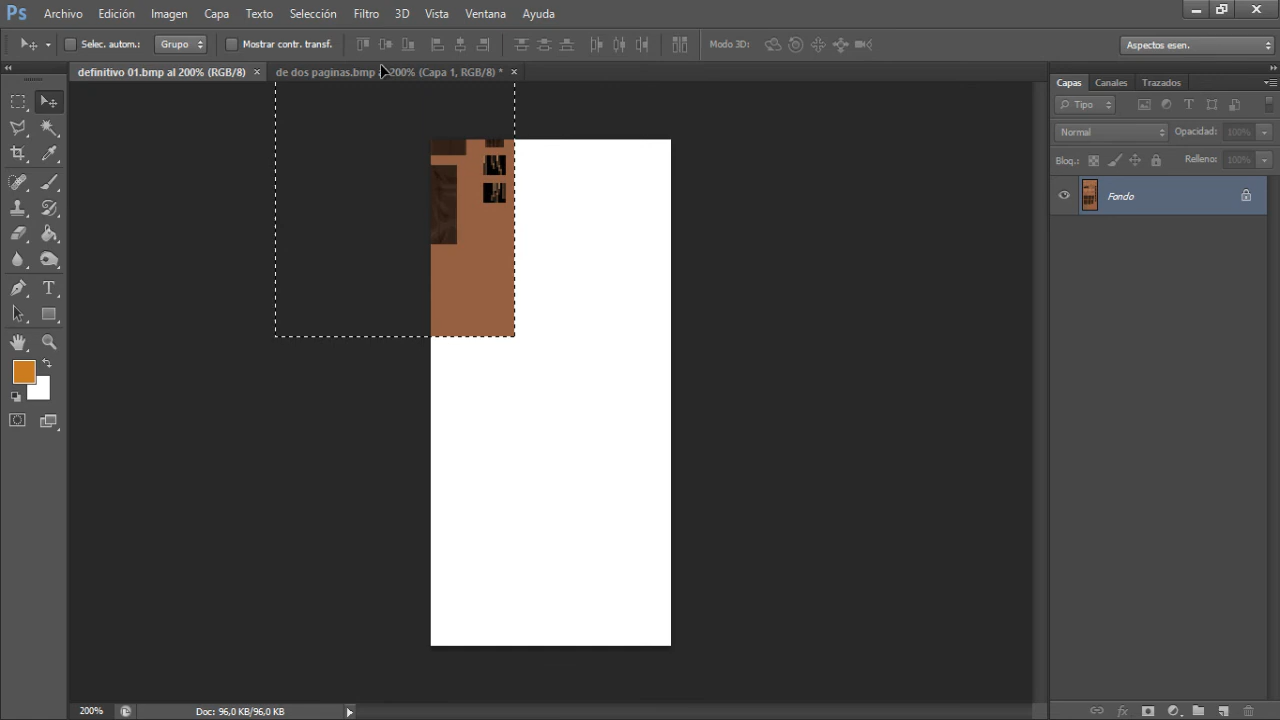 Ps Archivo Edición Imagen Capa Texto Selección Filtro 3D Vista Ventana Ayuda
Selec. autom.: Grupo Mostrar contr. transf. Modo 3D: Aspectos esen.
definitivo 01.bmp al 200% (RGB/8) × de dos paginas.bmp 200% (Capa 1, RGB/8) * ×
Capas Canales Trazados
Tipo
Normal Opacidad: 100%
Bloq.: Relleno: 100%
Fondo
200% Doc: 96,0 KB/96,0 KB